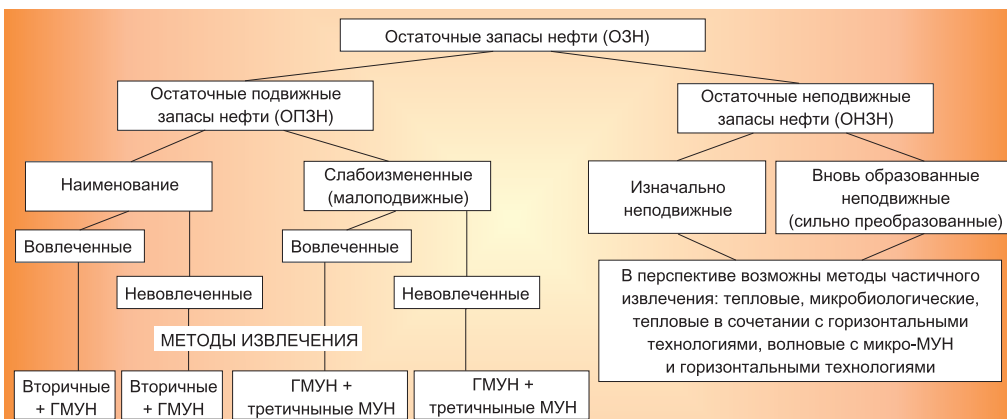 Остаточные запасы нефти (ОЗН)
Остаточные подвижные
запасы нефти (ОПЗН)
Остаточные неподвижные
запасы нефти (ОНЗН)
Наименование
Слабоизмененные
(малоподвижные)
Изначально
неподвижные
Вновь образованные
неподвижные
(сильно преобразованные)
Вовлеченные
Вовлеченные
Невовлеченные
Невовлеченные
В перспективе возможны методы частичного
извлечения: тепловые, микробиологические,
тепловые в сочетании с горизонтальными
технологиями, волновые с микро-МУН
и горизонтальными технологиями
МЕТОДЫ ИЗВЛЕЧЕНИЯ
Вторичные
+ ГМУН
Вторичные
+ ГМУН
ГМУН +
третичныные МУН
ГМУН +
третичныные МУН